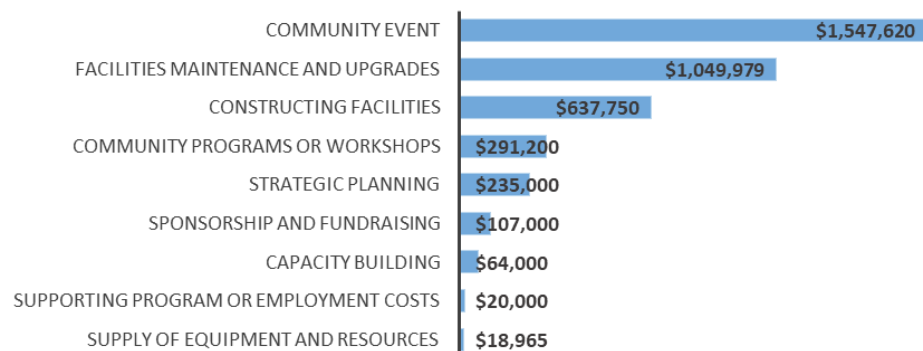 COMMUNITY EVENT $1,547,620
FACILITIES MAINTENANCE AND UPGRADES $1,049,979
CONSTRUCTING FACILITIES $637,750
COMMUNITY PROGRAMS OR WORKSHOPS $291,200
STRATEGIC PLANNING $235,000
SPONSORSHIP AND FUNDRAISING $107,000
CAPACITY BUILDING $64,000
SUPPORTING PROGRAM OR EMPLOYMENT COSTS $20,000
SUPPLY OF EQUIPMENT AND RESOURCES $18,965